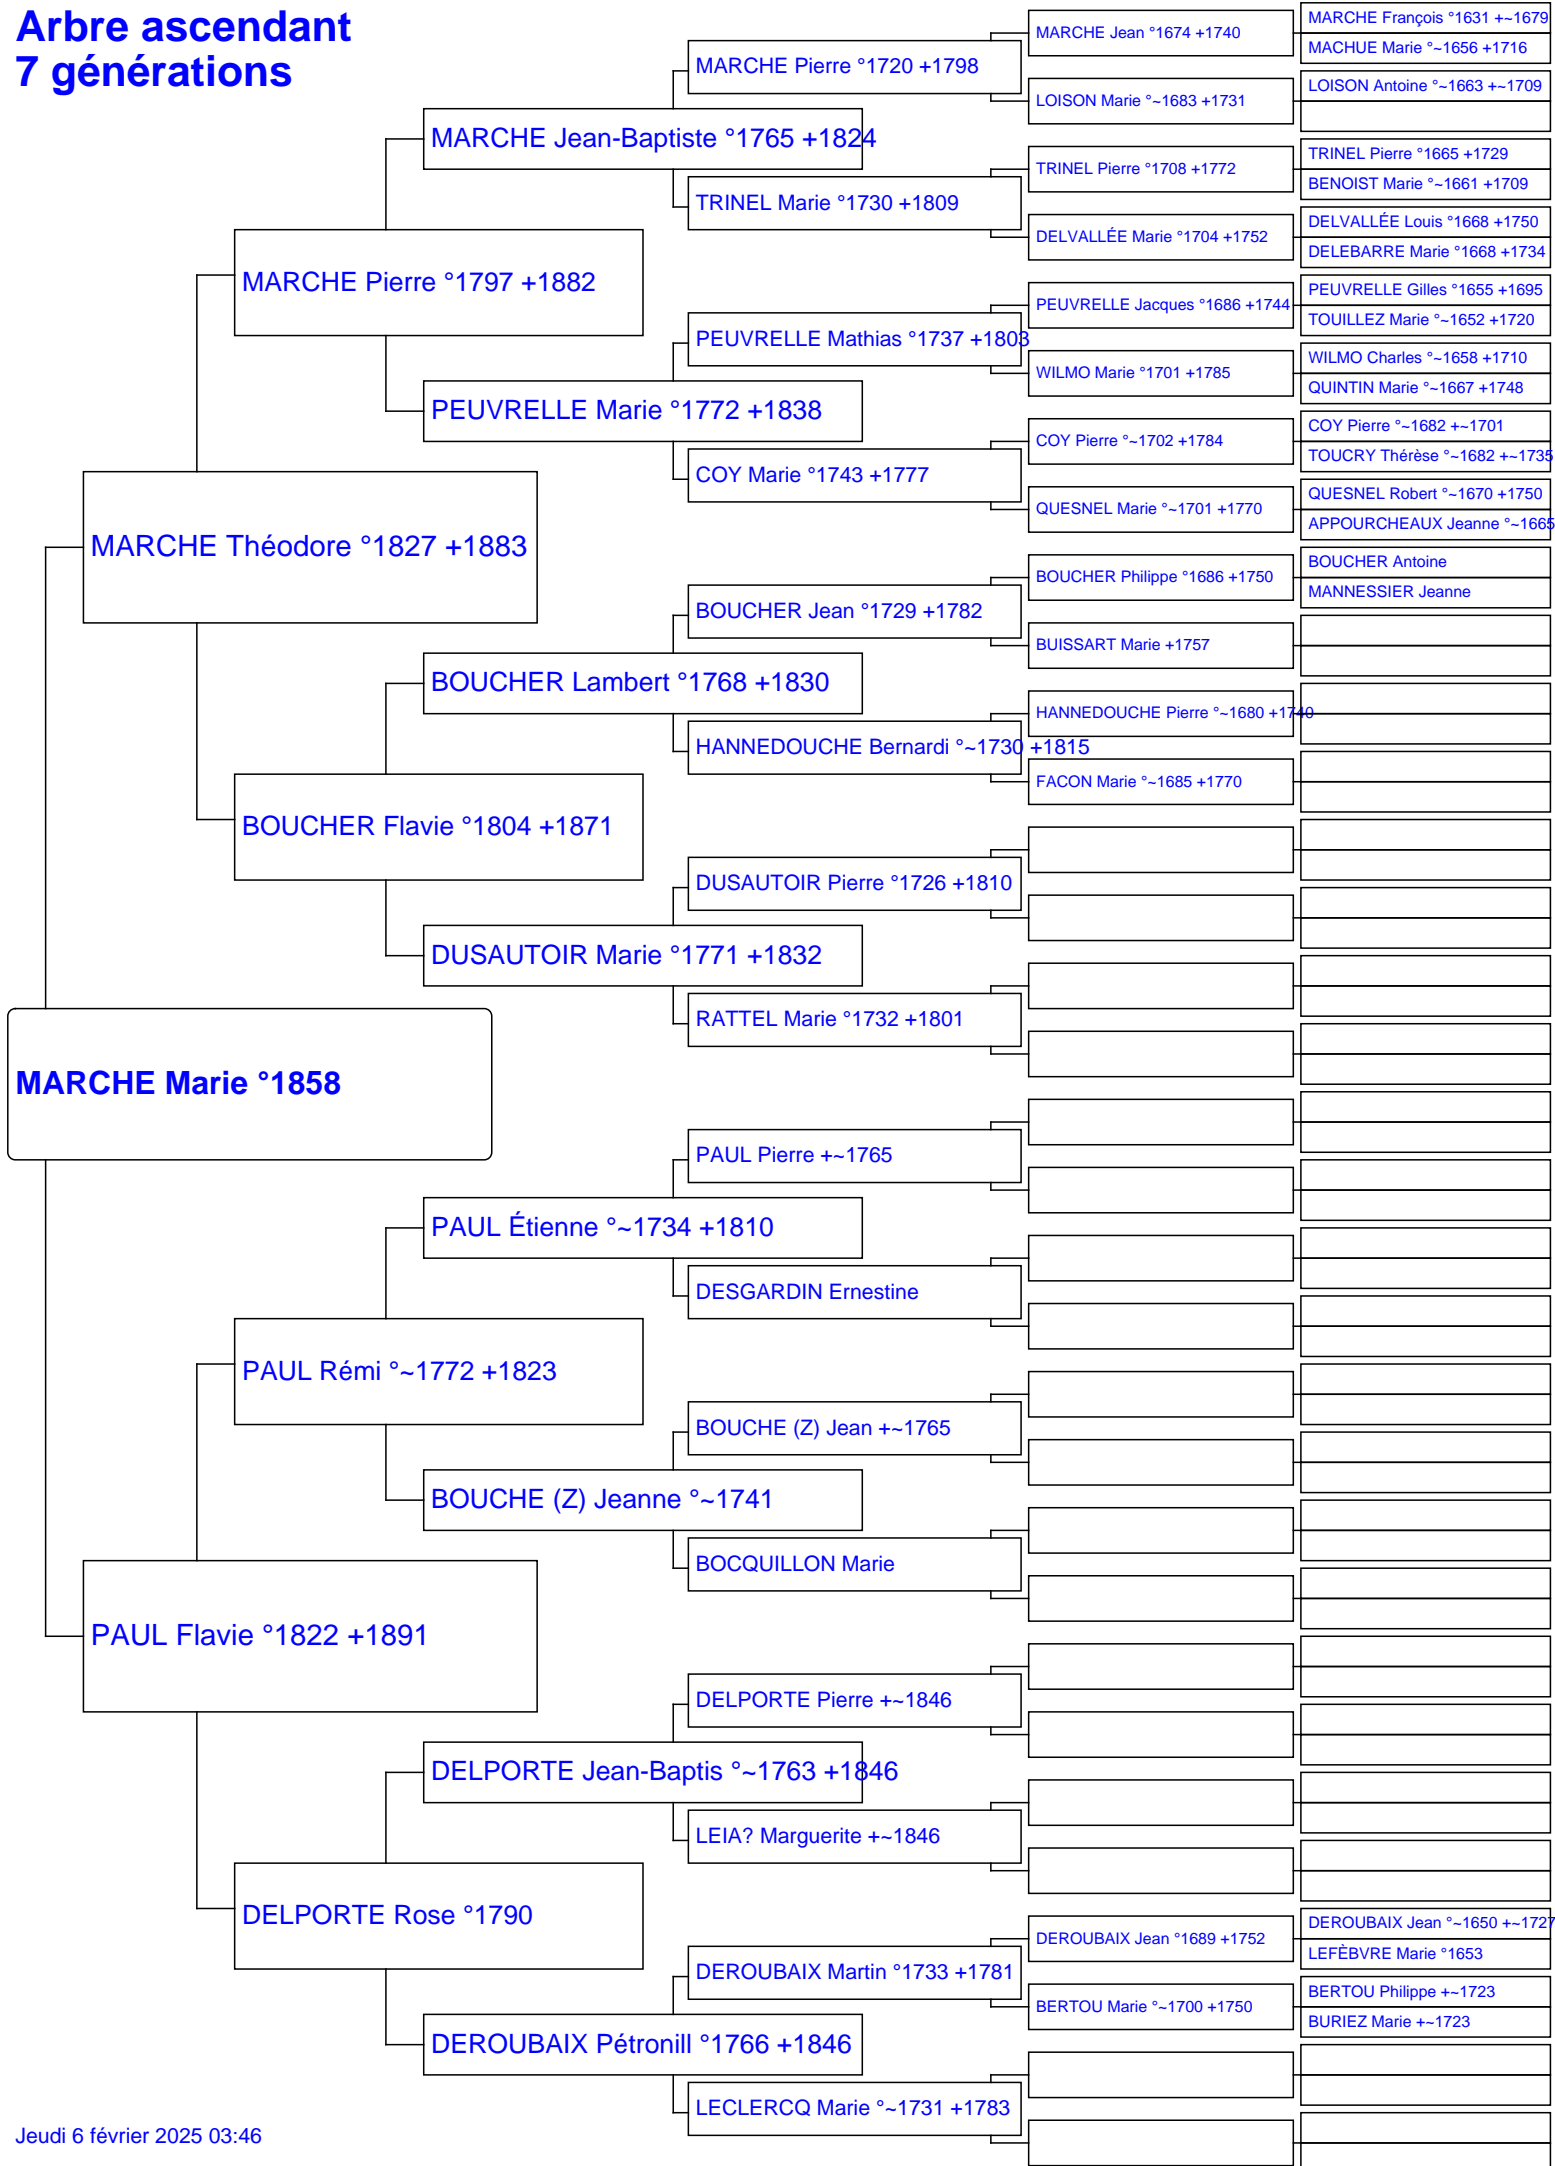 Arbre ascendant
7 générations
MARCHE François °1631 +~1679
MARCHE Jean °1674 +1740
MACHUE Marie °~1656 +1716
MARCHE Pierre °1720 +1798
LOISON Antoine °~1663 +~1709
LOISON Marie °~1683 +1731
MARCHE Jean-Baptiste °1765 +1824
TRINEL Pierre °1665 +1729
TRINEL Pierre °1708 +1772
BENOIST Marie °~1661 +1709
TRINEL Marie °1730 +1809
DELVALLÉE Louis °1668 +1750
DELVALLÉE Marie °1704 +1752
DELEBARRE Marie °1668 +1734
MARCHE Pierre °1797 +1882
PEUVRELLE Gilles °1655 +1695
PEUVRELLE Jacques °1686 +1744
TOUILLEZ Marie °~1652 +1720
PEUVRELLE Mathias °1737 +1803
WILMO Charles °~1658 +1710
WILMO Marie °1701 +1785
QUINTIN Marie °~1667 +1748
PEUVRELLE Marie °1772 +1838
COY Pierre °~1682 +~1701
COY Pierre °~1702 +1784
TOUCRY Thérèse °~1682 +~1735
COY Marie °1743 +1777
QUESNEL Robert °~1670 +1750
QUESNEL Marie °~1701 +1770
APPOURCHEAUX Jeanne °~1665
MARCHE Théodore °1827 +1883
BOUCHER Antoine
BOUCHER Philippe °1686 +1750
MANNESSIER Jeanne
BOUCHER Jean °1729 +1782
BUISSART Marie +1757
BOUCHER Lambert °1768 +1830
HANNEDOUCHE Pierre °~1680 +1740
HANNEDOUCHE Bernardi °~1730 +1815
FACON Marie °~1685 +1770
BOUCHER Flavie °1804 +1871
DUSAUTOIR Pierre °1726 +1810
DUSAUTOIR Marie °1771 +1832
RATTEL Marie °1732 +1801
MARCHE Marie °1858
PAUL Pierre +~1765
PAUL Étienne °~1734 +1810
DESGARDIN Ernestine
PAUL Rémi °~1772 +1823
BOUCHE (Z) Jean +~1765
BOUCHE (Z) Jeanne °~1741
BOCQUILLON Marie
PAUL Flavie °1822 +1891
DELPORTE Pierre +~1846
DELPORTE Jean-Baptis °~1763 +1846
LEIA? Marguerite +~1846
DELPORTE Rose °1790
DEROUBAIX Jean °~1650 +~1727
DEROUBAIX Jean °1689 +1752
LEFÈBVRE Marie °1653
DEROUBAIX Martin °1733 +1781
BERTOU Philippe +~1723
BERTOU Marie °~1700 +1750
BURIEZ Marie +~1723
DEROUBAIX Pétronill °1766 +1846
LECLERCQ Marie °~1731 +1783
Jeudi 6 février 2025 03:46